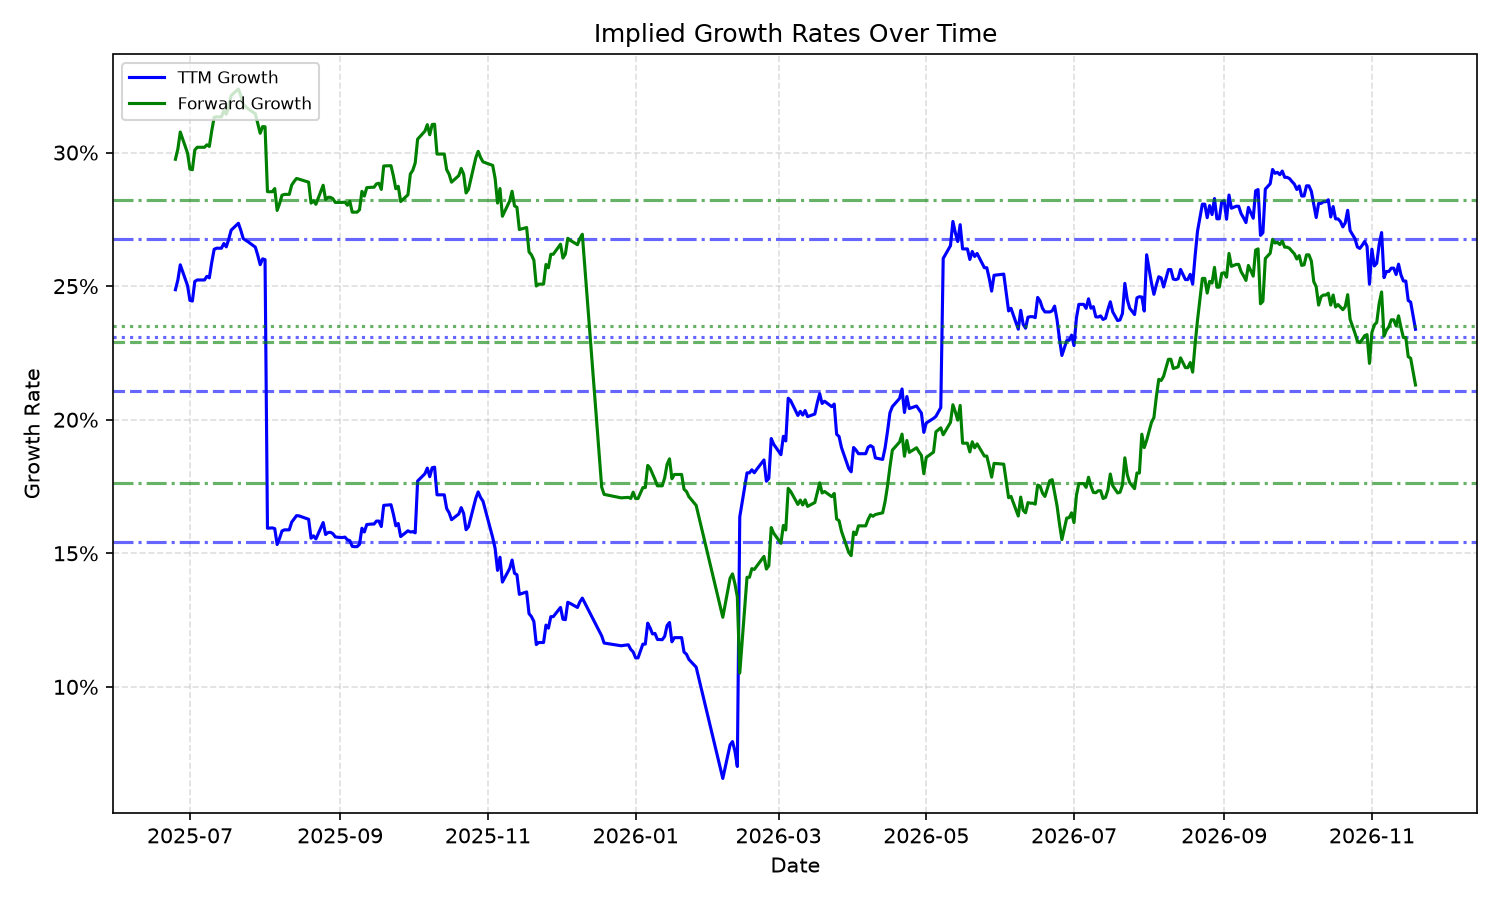 Implied Growth Rates Over Time
TTM Growth
Forward Growth
30%
25%
20%
15%
10%
Growth Rate
2025-07
2025-09
2025-11
2026-01
2026-03
2026-05
2026-07
2026-09
2026-11
Date